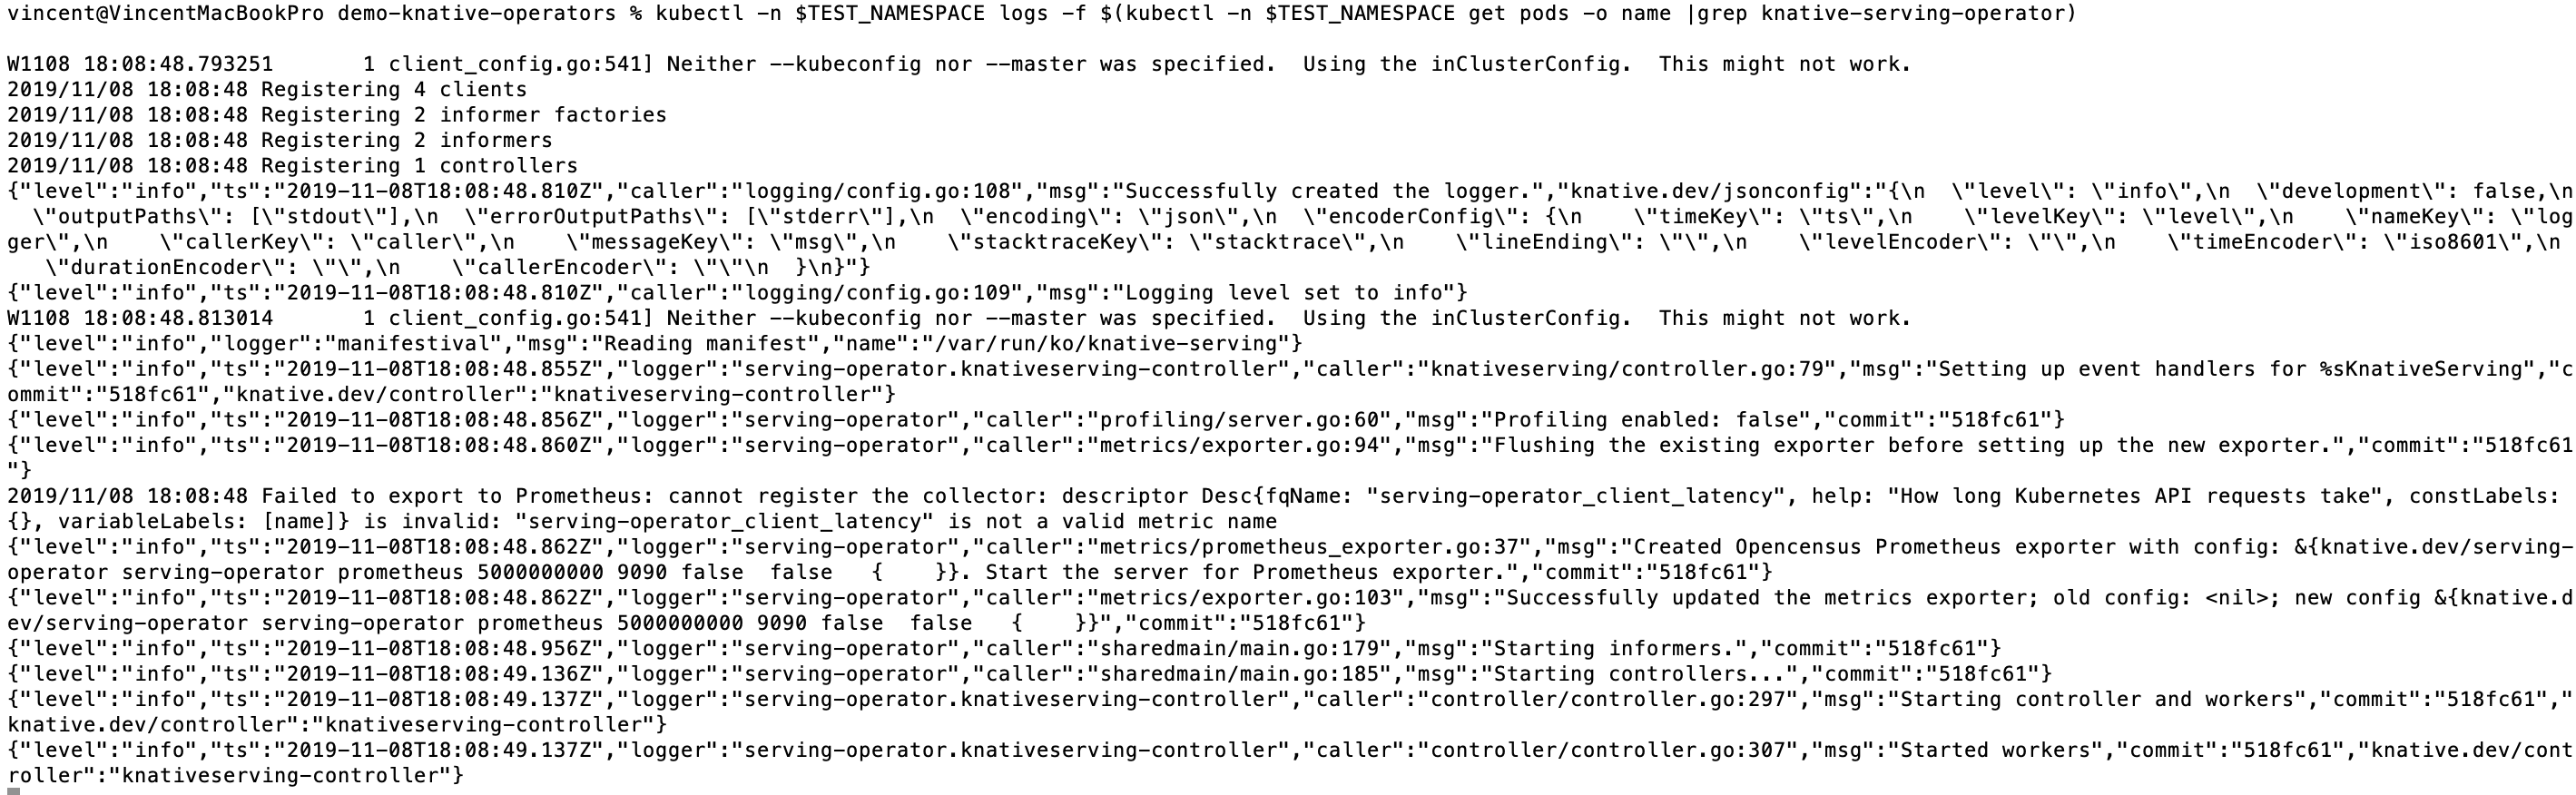 vincent@VincentMacBookPro demo-knative-operators % kubectl -n $TEST_NAMESPACE logs -f $(kubectl -n $TEST_NAMESPACE get pods -o name |grep knative-serving-operator)
W1108 18:08:48.793251       1 client_config.go:541] Neither --kubeconfig nor --master was specified.  Using the inClusterConfig.  This might not work.
2019/11/08 18:08:48 Registering 4 clients
2019/11/08 18:08:48 Registering 2 informer factories
2019/11/08 18:08:48 Registering 2 informers
2019/11/08 18:08:48 Registering 1 controllers
{"level":"info","ts":"2019-11-08T18:08:48.810Z","caller":"logging/config.go:108","msg":"Successfully created the logger.","knative.dev/jsonconfig":"{\n  \"level\": \"info\",\n  \"development\": false,\n
  \"outputPaths\": [\"stdout\"],\n  \"errorOutputPaths\": [\"stderr\"],\n  \"encoding\": \"json\",\n  \"encoderConfig\": {\n    \"timeKey\": \"ts\",\n    \"levelKey\": \"level\",\n    \"nameKey\": \"log
ger\",\n    \"callerKey\": \"caller\",\n    \"messageKey\": \"msg\",\n    \"stacktraceKey\": \"stacktrace\",\n    \"lineEnding\": \"\",\n    \"levelEncoder\": \"\",\n    \"timeEncoder\": \"iso8601\",\n
   \"durationEncoder\": \"\",\n    \"callerEncoder\": \"\"\n  }\n}"}
{"level":"info","ts":"2019-11-08T18:08:48.810Z","caller":"logging/config.go:109","msg":"Logging level set to info"}
W1108 18:08:48.813014       1 client_config.go:541] Neither --kubeconfig nor --master was specified.  Using the inClusterConfig.  This might not work.
{"level":"info","logger":"manifestival","msg":"Reading manifest","name":"/var/run/ko/knative-serving"}
{"level":"info","ts":"2019-11-08T18:08:48.855Z","logger":"serving-operator.knativeserving-controller","caller":"knativeserving/controller.go:79","msg":"Setting up event handlers for %sKnativeServing","c
ommit":"518fc61","knative.dev/controller":"knativeserving-controller"}
{"level":"info","ts":"2019-11-08T18:08:48.856Z","logger":"serving-operator","caller":"profiling/server.go:60","msg":"Profiling enabled: false","commit":"518fc61"}
{"level":"info","ts":"2019-11-08T18:08:48.860Z","logger":"serving-operator","caller":"metrics/exporter.go:94","msg":"Flushing the existing exporter before setting up the new exporter.","commit":"518fc61
"}
2019/11/08 18:08:48 Failed to export to Prometheus: cannot register the collector: descriptor Desc{fqName: "serving-operator_client_latency", help: "How long Kubernetes API requests take", constLabels:
{}, variableLabels: [name]} is invalid: "serving-operator_client_latency" is not a valid metric name
{"level":"info","ts":"2019-11-08T18:08:48.862Z","logger":"serving-operator","caller":"metrics/prometheus_exporter.go:37","msg":"Created Opencensus Prometheus exporter with config: &{knative.dev/serving-
operator serving-operator prometheus 5000000000 9090 false  false   {    }}. Start the server for Prometheus exporter.","commit":"518fc61"}
{"level":"info","ts":"2019-11-08T18:08:48.862Z","logger":"serving-operator","caller":"metrics/exporter.go:103","msg":"Successfully updated the metrics exporter; old config: <nil>; new config &{knative.d
ev/serving-operator serving-operator prometheus 5000000000 9090 false  false   {    }}","commit":"518fc61"}
{"level":"info","ts":"2019-11-08T18:08:48.956Z","logger":"serving-operator","caller":"sharedmain/main.go:179","msg":"Starting informers.","commit":"518fc61"}
{"level":"info","ts":"2019-11-08T18:08:49.136Z","logger":"serving-operator","caller":"sharedmain/main.go:185","msg":"Starting controllers...","commit":"518fc61"}
{"level":"info","ts":"2019-11-08T18:08:49.137Z","logger":"serving-operator.knativeserving-controller","caller":"controller/controller.go:297","msg":"Starting controller and workers","commit":"518fc61","
knative.dev/controller":"knativeserving-controller"}
{"level":"info","ts":"2019-11-08T18:08:49.137Z","logger":"serving-operator.knativeserving-controller","caller":"controller/controller.go:307","msg":"Started workers","commit":"518fc61","knative.dev/cont
roller":"knativeserving-controller"}